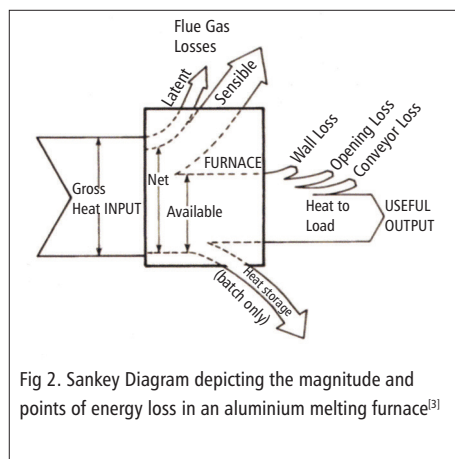 Flue Gas
Losses
Latent
Sensible
FURNACE
Wall Loss
Opening Loss
Conveyor Loss
Gross
Heat INPUT
Net
Available
Heat to
Load
USEFUL
OUTPUT
Heat storage
(batch only)
Fig 2. Sankey Diagram depicting the magnitude and
points of energy loss in an aluminium melting furnace[3]